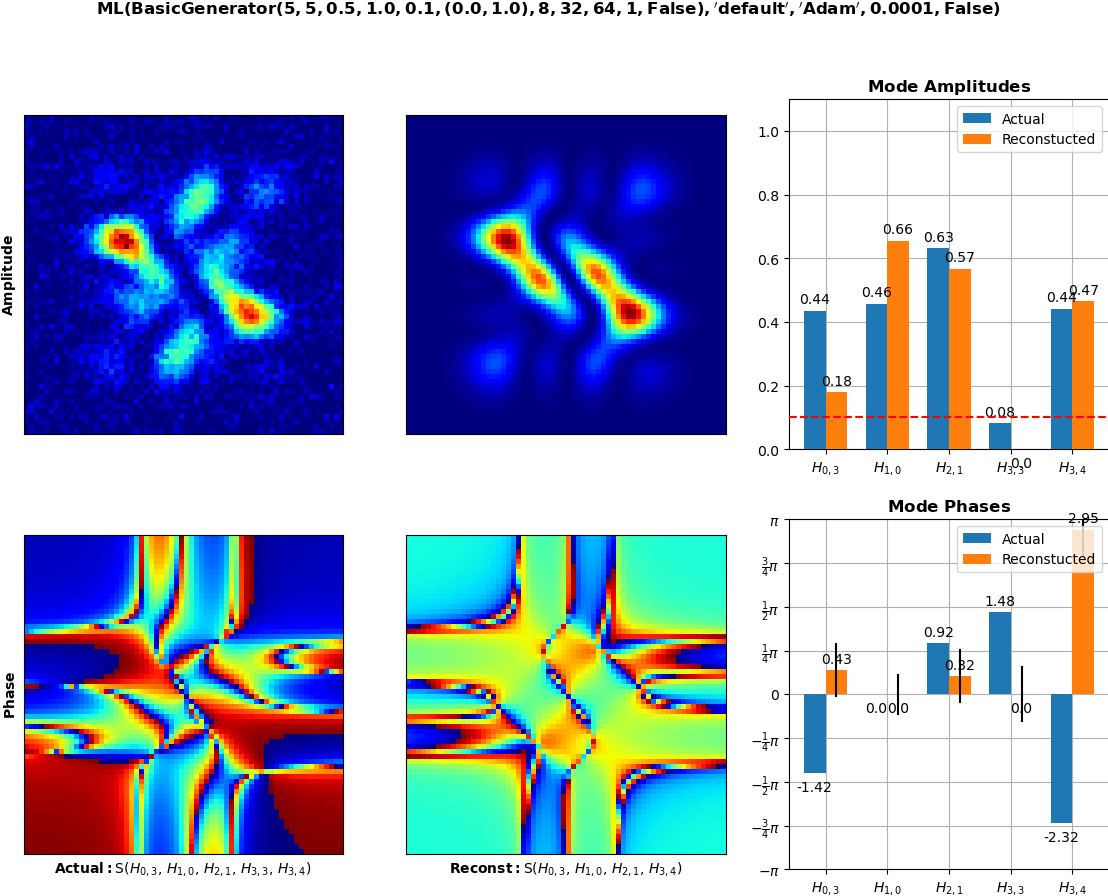 ML(BasicGenerator(5, 5, 0.5, 1.0, 0.1, (0.0, 1.0), 8, 32, 64, 1, False), ′default′, ′Adam′, 0.0001, False)
Amplitude
Mode Amplitudes
Actual
Reconstucted
1.0
0.8
0.6
0.4
0.2
0.0
0.44
0.18
0.46
0.66
0.63
0.57
0.08
0.0
0.44
0.47
H0, 3
H1, 0
H2, 1
H3, 3
H3, 4
Phase
Actual: S(H0, 3, H1, 0, H2, 1, H3, 3, H3, 4)
Reconst: S(H0, 3, H1, 0, H2, 1, H3, 4)
Mode Phases
Actual
Reconstucted
π
3/4π
1/2π
1/4π
0
−1/4π
−1/2π
−3/4π
−π
-1.42
0.43
0.0
0.0
0.92
0.32
1.48
0.0
-2.32
2.95
H0, 3
H1, 0
H2, 1
H3, 3
H3, 4